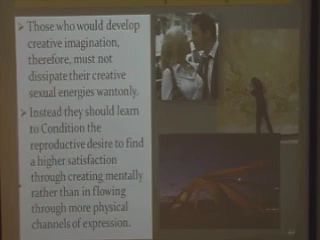 ➤ Those who would develop
creative imagination,
therefore, must not
dissipate their creative
sexual energies wantonly.
➤ Instead they should learn
to Condition the
reproductive desire to find
a higher satisfaction
through creating mentally
rather than in flowing
through more physical
channels of expression.